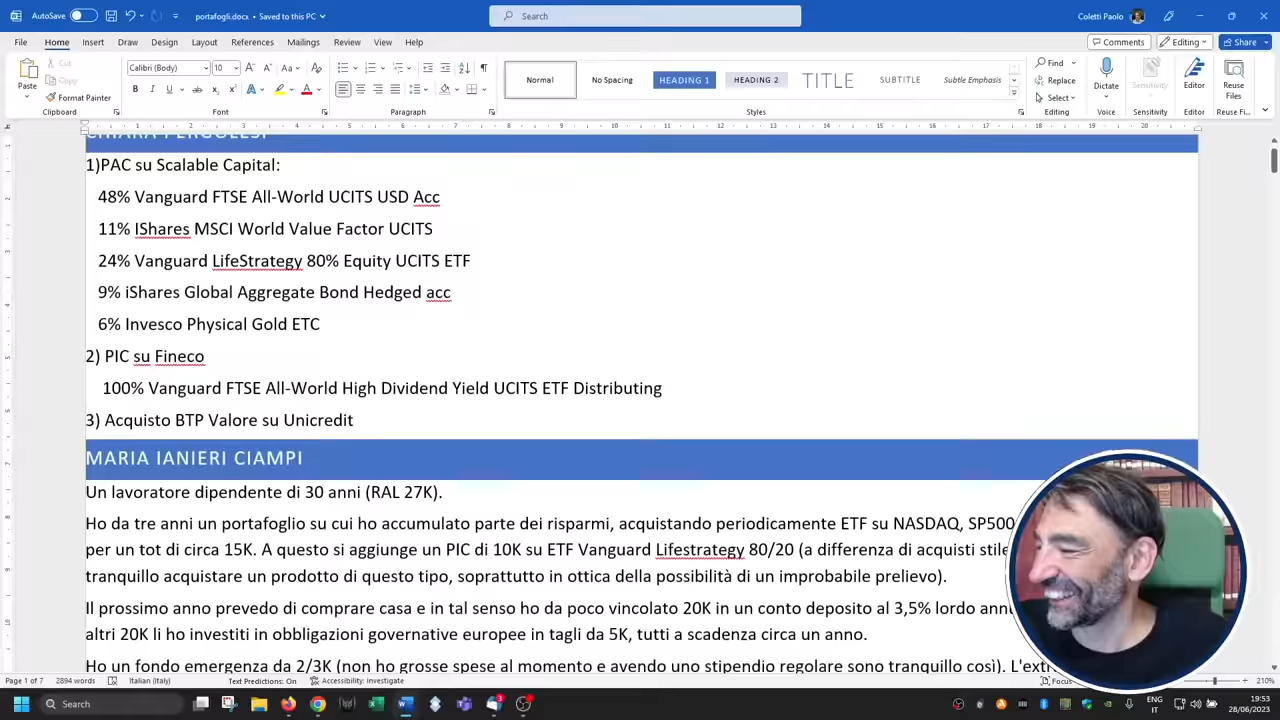 AutoSave
Off
portafogli.docx - Saved to this PC
Search
Coletti Paolo
File Home Insert Draw Design Layout References Mailings Review View Help
Comments Editing Share
Paste
Cut
Copy
Format Painter
Clipboard
Calibri (Body) 10
Font
Paragraph
Normal
No Spacing
HEADING 1
HEADING 2
TITLE
SUBTITLE
Subtle Emphasis
Styles
Find
Replace
Select
Editing
Dictate
Voice
Sensitivity
Sensitivity
Editor
Editor
Reuse Files
Reuse Fi...
1)PAC su Scalable Capital:
48% Vanguard FTSE All-World UCITS USD Acc
11% IShares MSCI World Value Factor UCITS
24% Vanguard LifeStrategy 80% Equity UCITS ETF
9% iShares Global Aggregate Bond Hedged acc
6% Invesco Physical Gold ETC
2) PIC su Fineco
100% Vanguard FTSE All-World High Dividend Yield UCITS ETF Distributing
3) Acquisto BTP Valore su Unicredit
MARIA IANIERI CIAMPI
Un lavoratore dipendente di 30 anni (RAL 27K).
Ho da tre anni un portafoglio su cui ho accumulato parte dei risparmi, acquistando periodicamente ETF su NASDAQ, SP500
per un tot di circa 15K. A questo si aggiunge un PIC di 10K su ETF Vanguard Lifestrategy 80/20 (a differenza di acquisti stile
tranquillo acquistare un prodotto di questo tipo, soprattutto in ottica della possibilità di un improbabile prelievo).
Il prossimo anno prevedo di comprare casa e in tal senso ho da poco vincolato 20K in un conto deposito al 3,5% lordo
altri 20K li ho investiti in obbligazioni governative europee in tagli da 5K, tutti a scadenza circa un anno.
Ho un fondo emergenza da 2/3K (non ho grosse spese al momento e avendo uno stipendio regolare sono tranquillo così).
Page 1 of 7 2894 words Italian (Italy) Text Predictions: On Accessibility: Investigate Focus 210%
Search
ENG
IT
19:53
28/06/2023